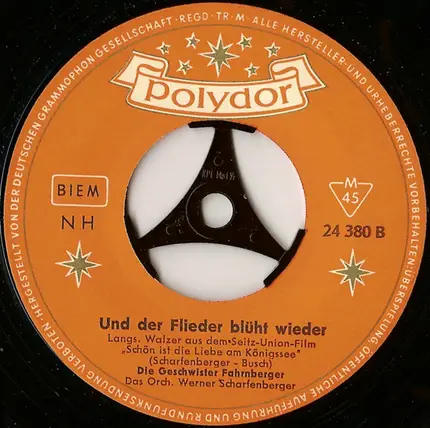 HERGESTELLT VON DER DEUTSCHEN GRAMMOPHON GESELLSCHAFT · REGD·TR·M · ALLE HERSTELLER- UND URHEBERRECHTE VORBEHALTEN · ÜBERSPIELUNG, ÖFFENTLICHE AUFFÜHRUNG UND RUNDFUNKSENDUNG VERBOTEN ·
Polydor
BIEM
NH
M
45
24 380 B
Und der Flieder blüht wieder
Langs. Walzer aus dem Seitz-Union-Film
„Schön ist die Liebe am Königssee"
(Scharfenberger - Busch)
Die Geschwister Fahrnberger
Das Orch. Werner Scharfenberger